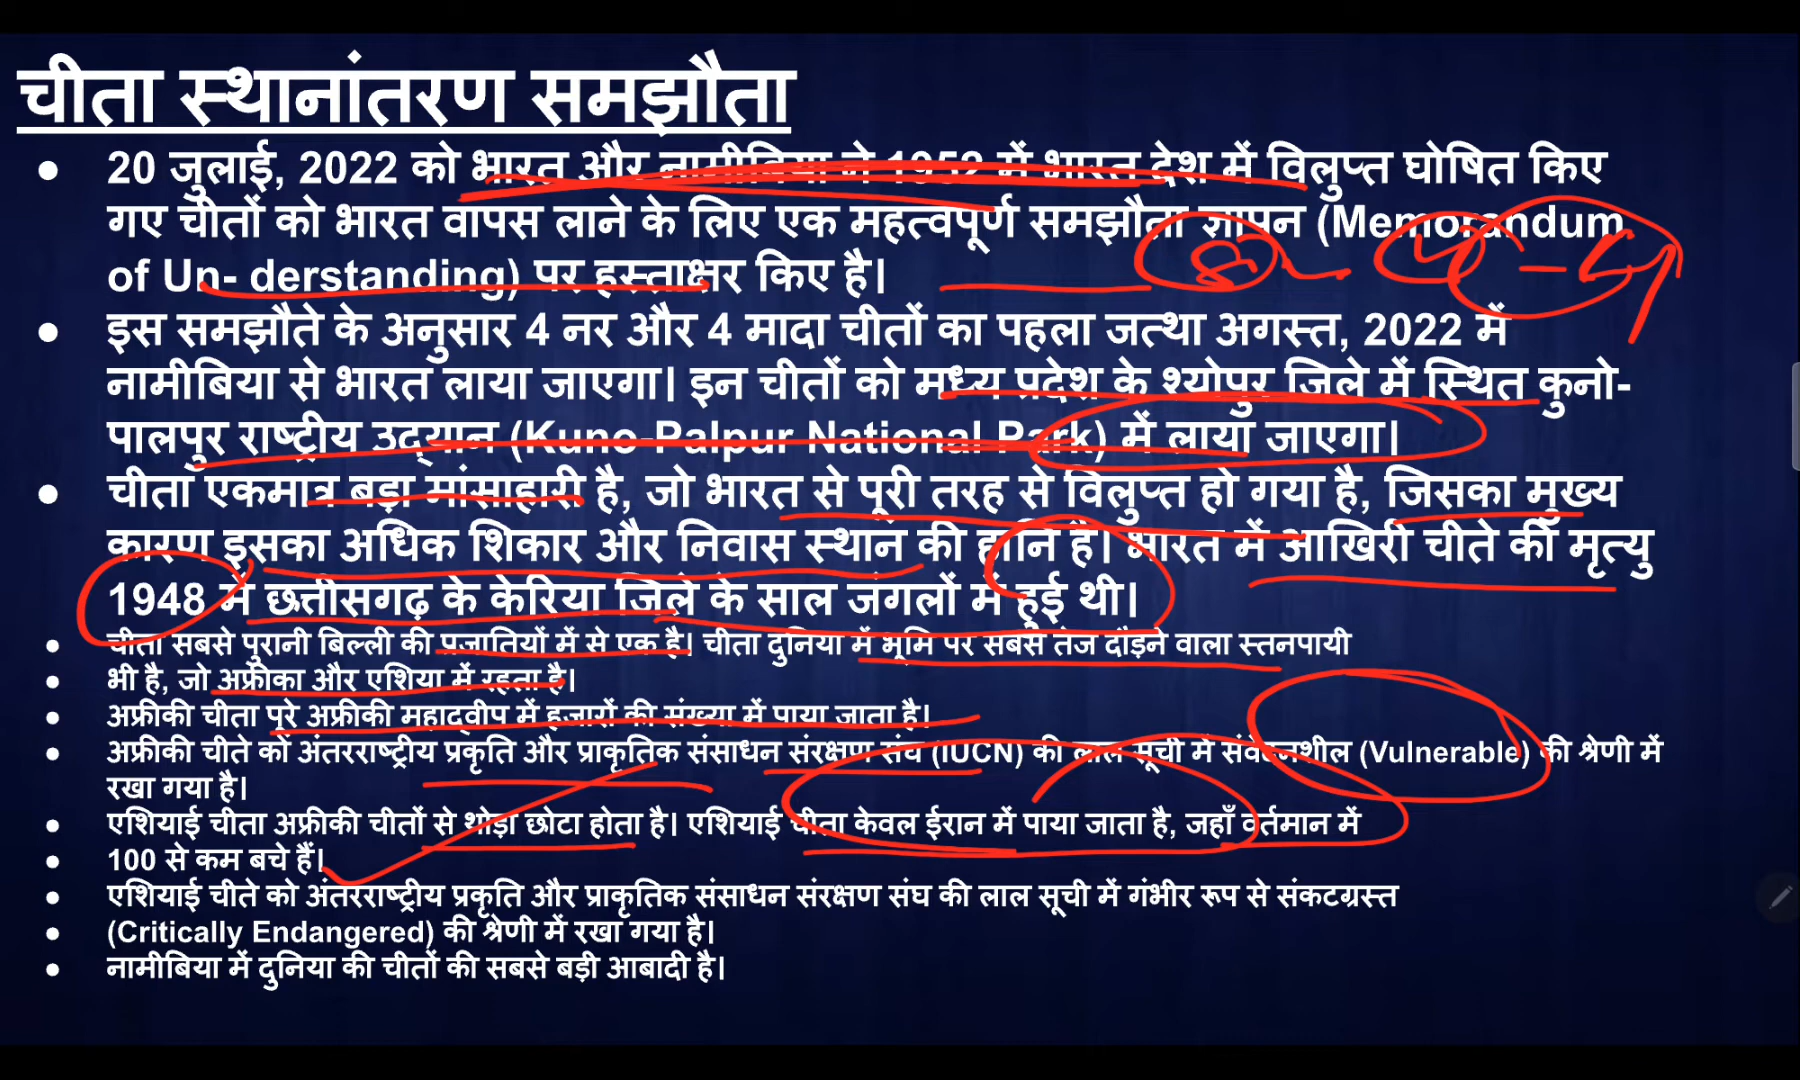 चीता स्थानांतरण समझौता
● 20 जुलाई, 2022 को भारत और नामीबिया ने 1952 में भारत देश में विलुप्त घोषित किए
गए चीतों को भारत वापस लाने के लिए एक महत्वपूर्ण समझौता ज्ञापन (Memorandum
of Un- derstanding) पर हस्ताक्षर किए है।
● इस समझौते के अनुसार 4 नर और 4 मादा चीतों का पहला जत्था अगस्त, 2022 में
नामीबिया से भारत लाया जाएगा। इन चीतों को मध्य प्रदेश के श्योपुर जिले में स्थित कुनो-
पालपुर राष्ट्रीय उद्यान (Kuno-Palpur National Park) में लाया जाएगा।
● चीता एकमात्र बड़ा मांसाहारी है, जो भारत से पूरी तरह से विलुप्त हो गया है, जिसका मुख्य
कारण इसका अधिक शिकार और निवास स्थान की हानि है। भारत में आखिरी चीते की मृत्यु
1948 में छत्तीसगढ़ के केरिया जिले के साल जंगलों में हुई थी।
● चीता सबसे पुरानी बिल्ली की प्रजातियों में से एक है। चीता दुनिया में भूमि पर सबसे तेज दौड़ने वाला स्तनपायी
● भी है, जो अफ्रीका और एशिया में रहता है।
● अफ्रीकी चीता पूरे अफ्रीकी महाद्वीप में हजारों की संख्या में पाया जाता है।
● अफ्रीकी चीते को अंतरराष्ट्रीय प्रकृति और प्राकृतिक संसाधन संरक्षण संघ (IUCN) की लाल सूची में संवेदनशील (Vulnerable) की श्रेणी में
रखा गया है।
● एशियाई चीता अफ्रीकी चीतों से थोड़ा छोटा होता है। एशियाई चीता केवल ईरान में पाया जाता है, जहाँ वर्तमान में
● 100 से कम बचे हैं।
● एशियाई चीते को अंतरराष्ट्रीय प्रकृति और प्राकृतिक संसाधन संरक्षण संघ की लाल सूची में गंभीर रूप से संकटग्रस्त
● (Critically Endangered) की श्रेणी में रखा गया है।
● नामीबिया में दुनिया की चीतों की सबसे बड़ी आबादी है।